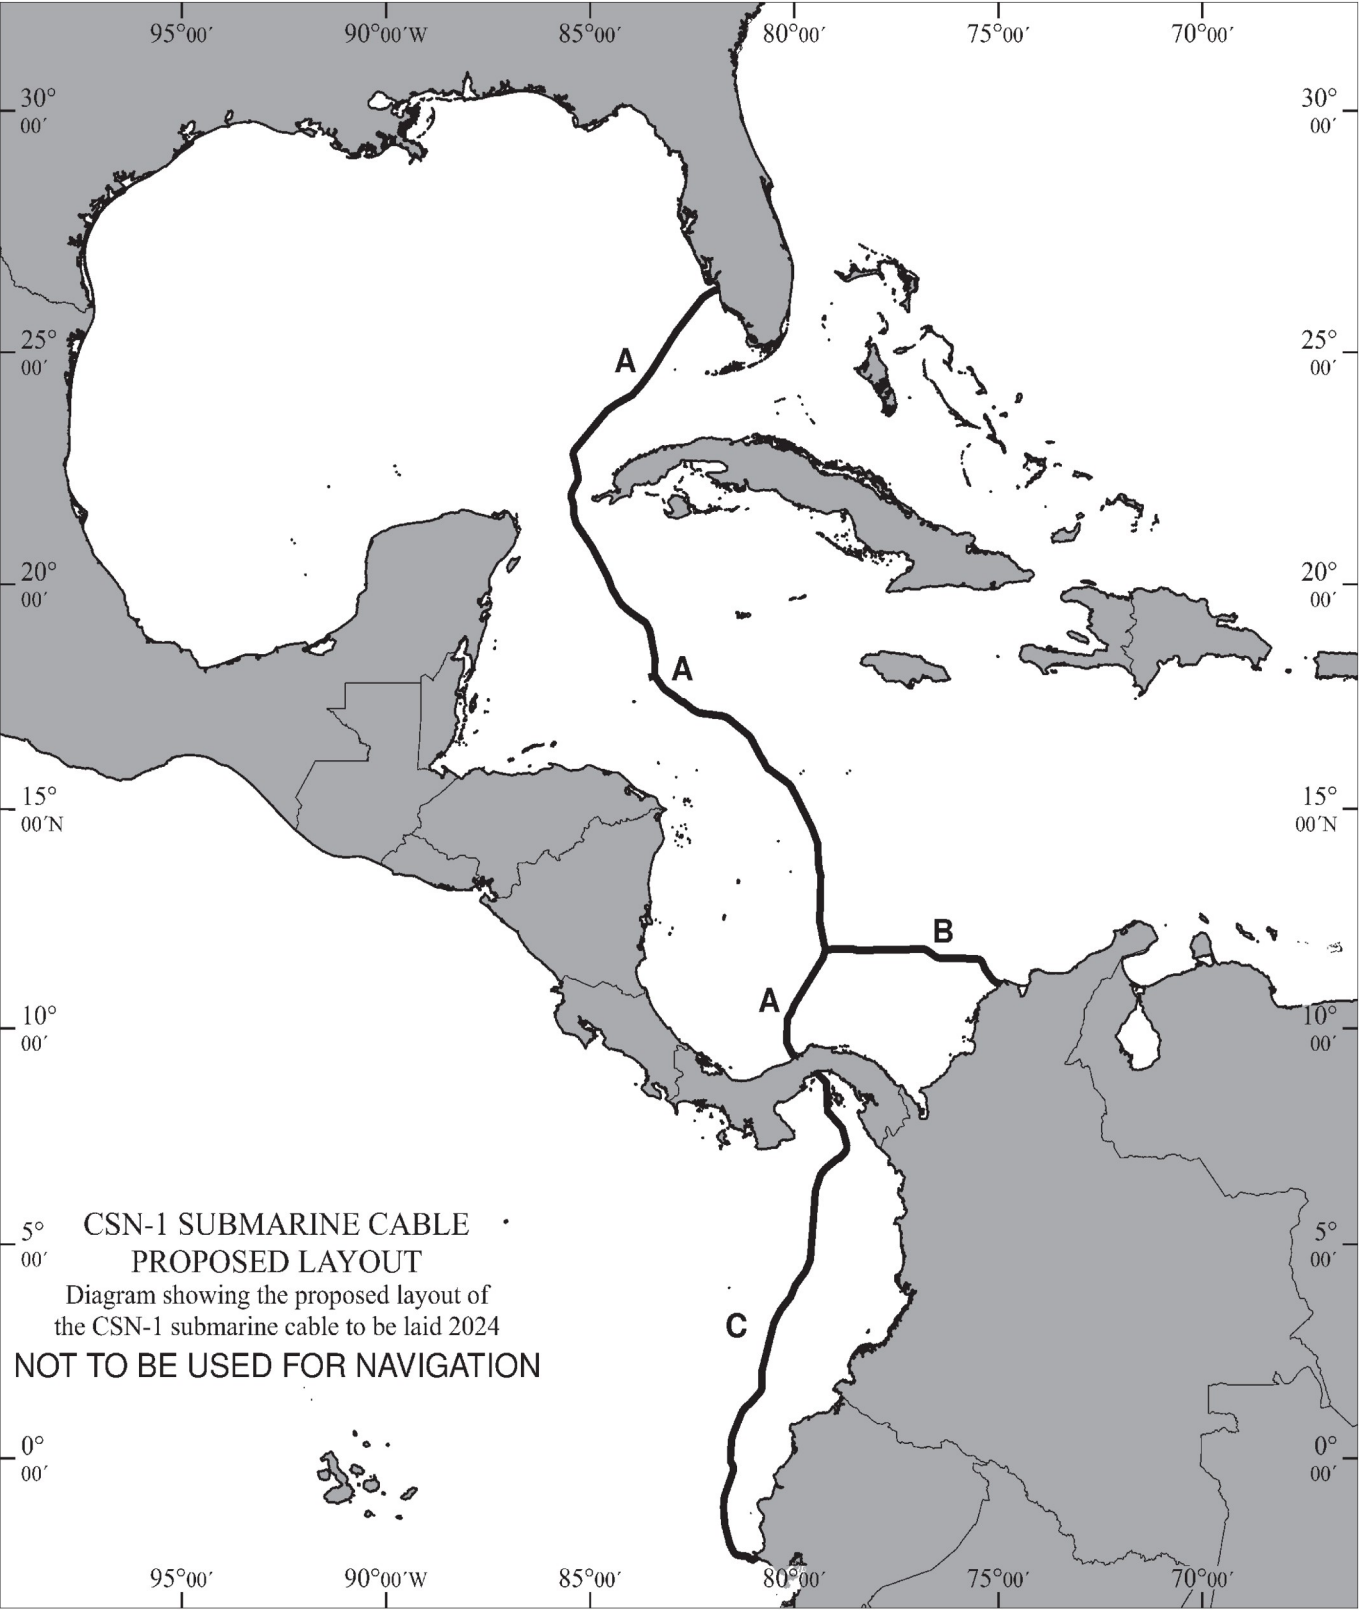 95°00′ 90°00′W 85°00′ 80°00′ 75°00′ 70°00′
30°
00′
30°
00′
25°
00′
25°
00′
A
20°
00′
20°
00′
A
15°
00′N
15°
00′N
B
A
10°
00′
10°
00′
5°
00′
5°
00′
CSN-1 SUBMARINE CABLE
PROPOSED LAYOUT
Diagram showing the proposed layout of
the CSN-1 submarine cable to be laid 2024
NOT TO BE USED FOR NAVIGATION
C
0°
00′
0°
00′
95°00′ 90°00′W 85°00′ 80°00′ 75°00′ 70°00′